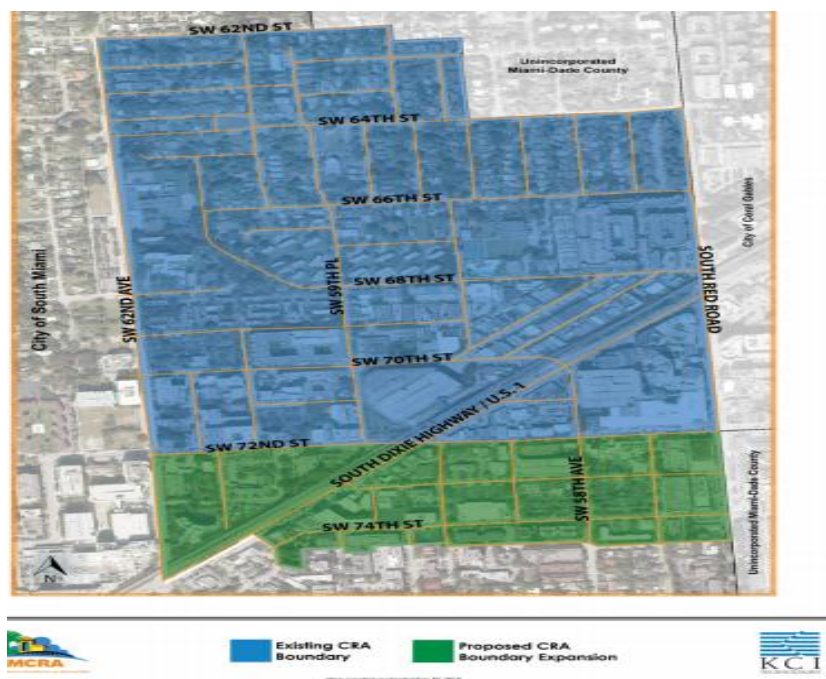 SW 62ND ST
Unincorporated
Miami-Dade County
SW 64TH ST
SW 66TH ST
City of Coral Gables
SOUTH RED ROAD
City of South Miami
SW 62ND AVE
SW 59TH PL
SW 68TH ST
SW 70TH ST
SOUTH DIXIE HIGHWAY / U.S. 1
SW 72ND ST
SW 58TH AVE
SW 74TH ST
Unincorporated Miami-Dade County
N
MCRA
Existing CRA
Boundary
Proposed CRA
Boundary Expansion
KCI